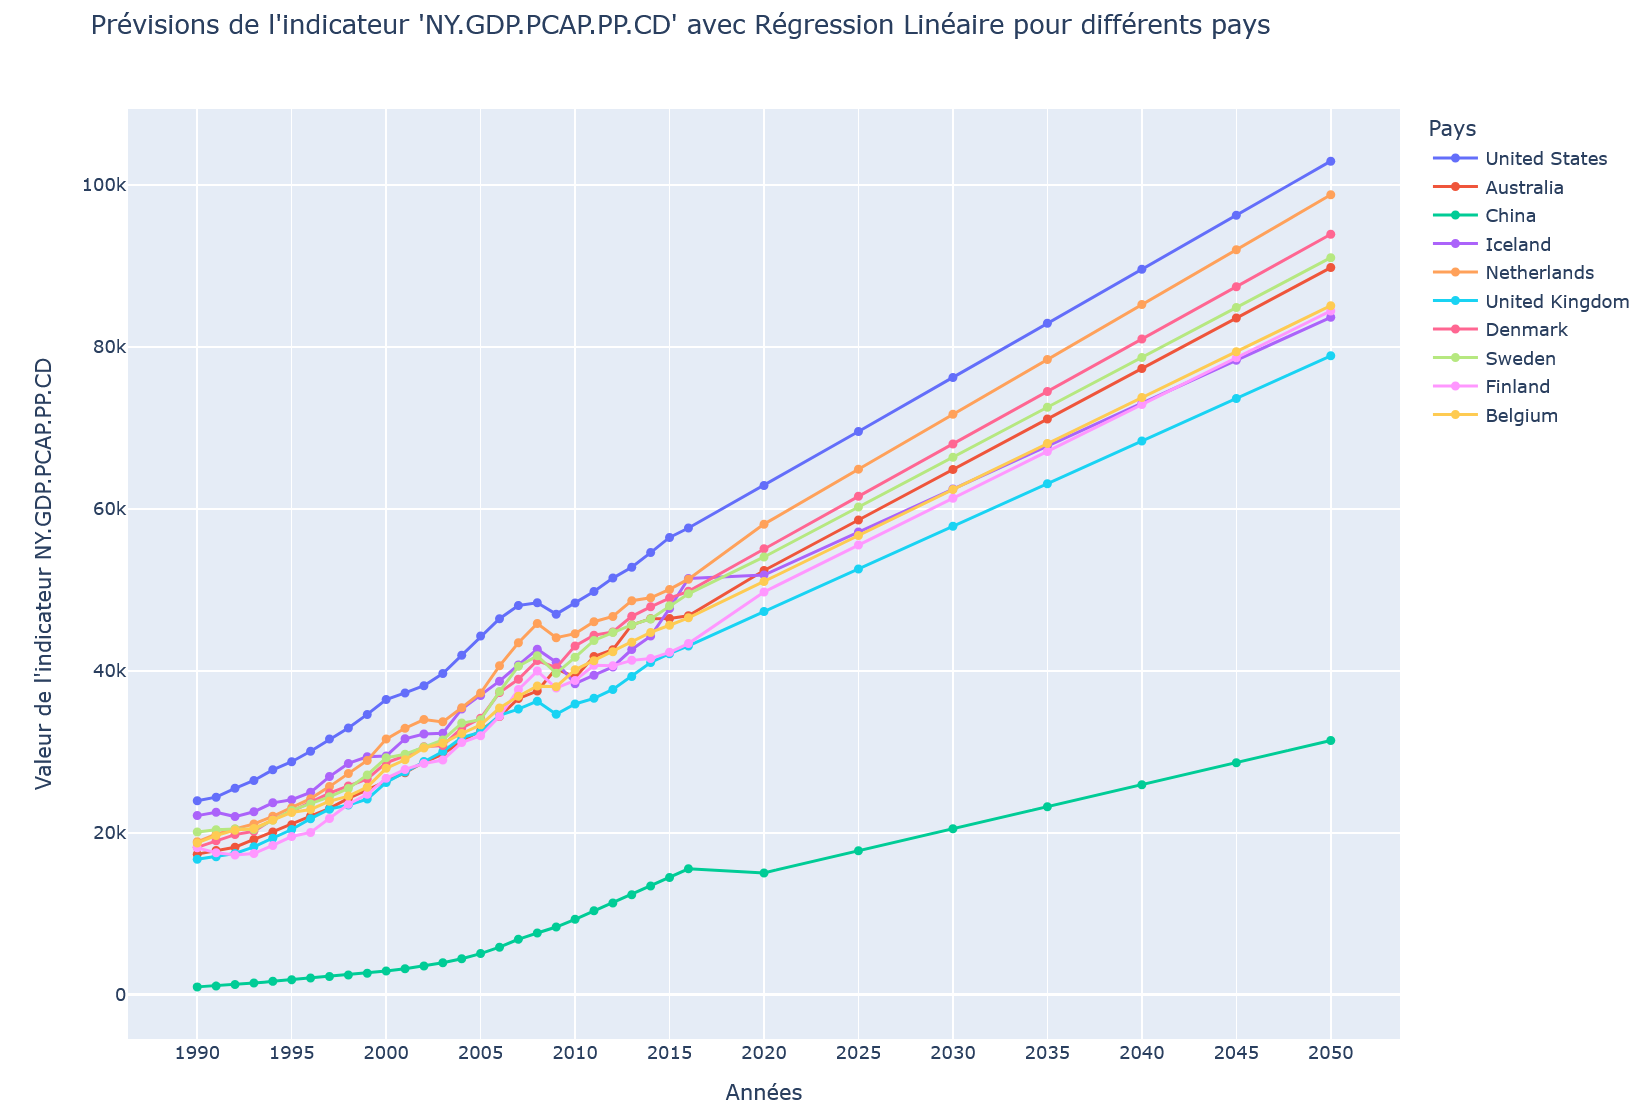 Prévisions de l'indicateur 'NY.GDP.PCAP.PP.CD' avec Régression Linéaire pour différents pays
Pays
United States
Australia
China
Iceland
Netherlands
United Kingdom
Denmark
Sweden
Finland
Belgium
Valeur de l'indicateur NY.GDP.PCAP.PP.CD
100k
80k
60k
40k
20k
0
1990 1995 2000 2005 2010 2015 2020 2025 2030 2035 2040 2045 2050
Années